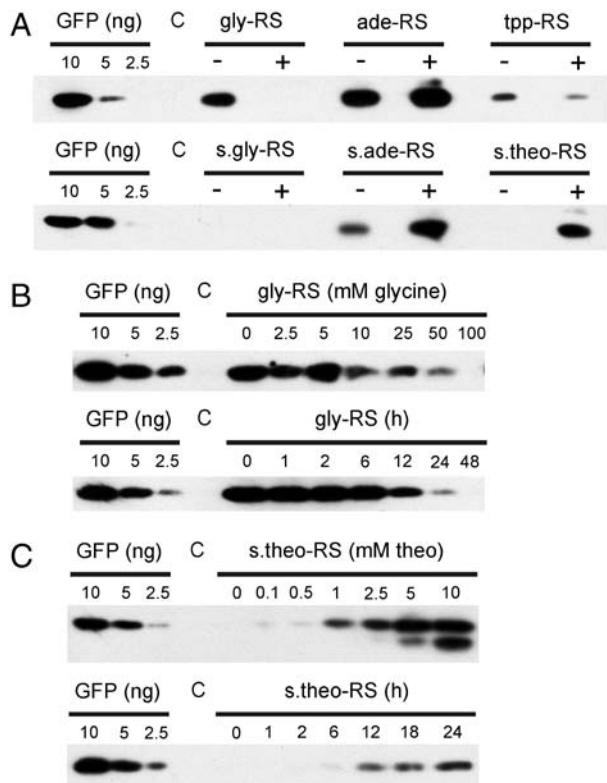 A
GFP (ng) C gly-RS ade-RS tpp-RS
10 5 2.5 - + - + - +
GFP (ng) C s.gly-RS s.ade-RS s.theo-RS
10 5 2.5 - + - + - +
B
GFP (ng) C gly-RS (mM glycine)
10 5 2.5 0 2.5 5 10 25 50 100
GFP (ng) C gly-RS (h)
10 5 2.5 0 1 2 6 12 24 48
C
GFP (ng) C s.theo-RS (mM theo)
10 5 2.5 0 0.1 0.5 1 2.5 5 10
GFP (ng) C s.theo-RS (h)
10 5 2.5 0 1 2 6 12 18 24